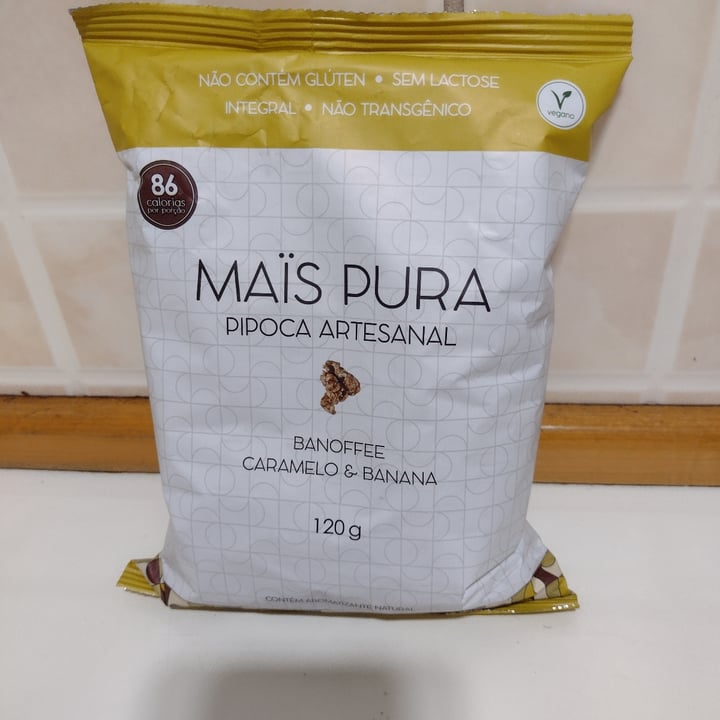 NÃO CONTÉM GLÚTEN • SEM LACTOSE
INTEGRAL • NÃO TRANSGÊNICO
vegano
86
calorias
por porção
MAÏS PURA
PIPOCA ARTESANAL
BANOFFEE
CARAMELO & BANANA
120 g
CONTÉM AROMATIZANTE NATURAL